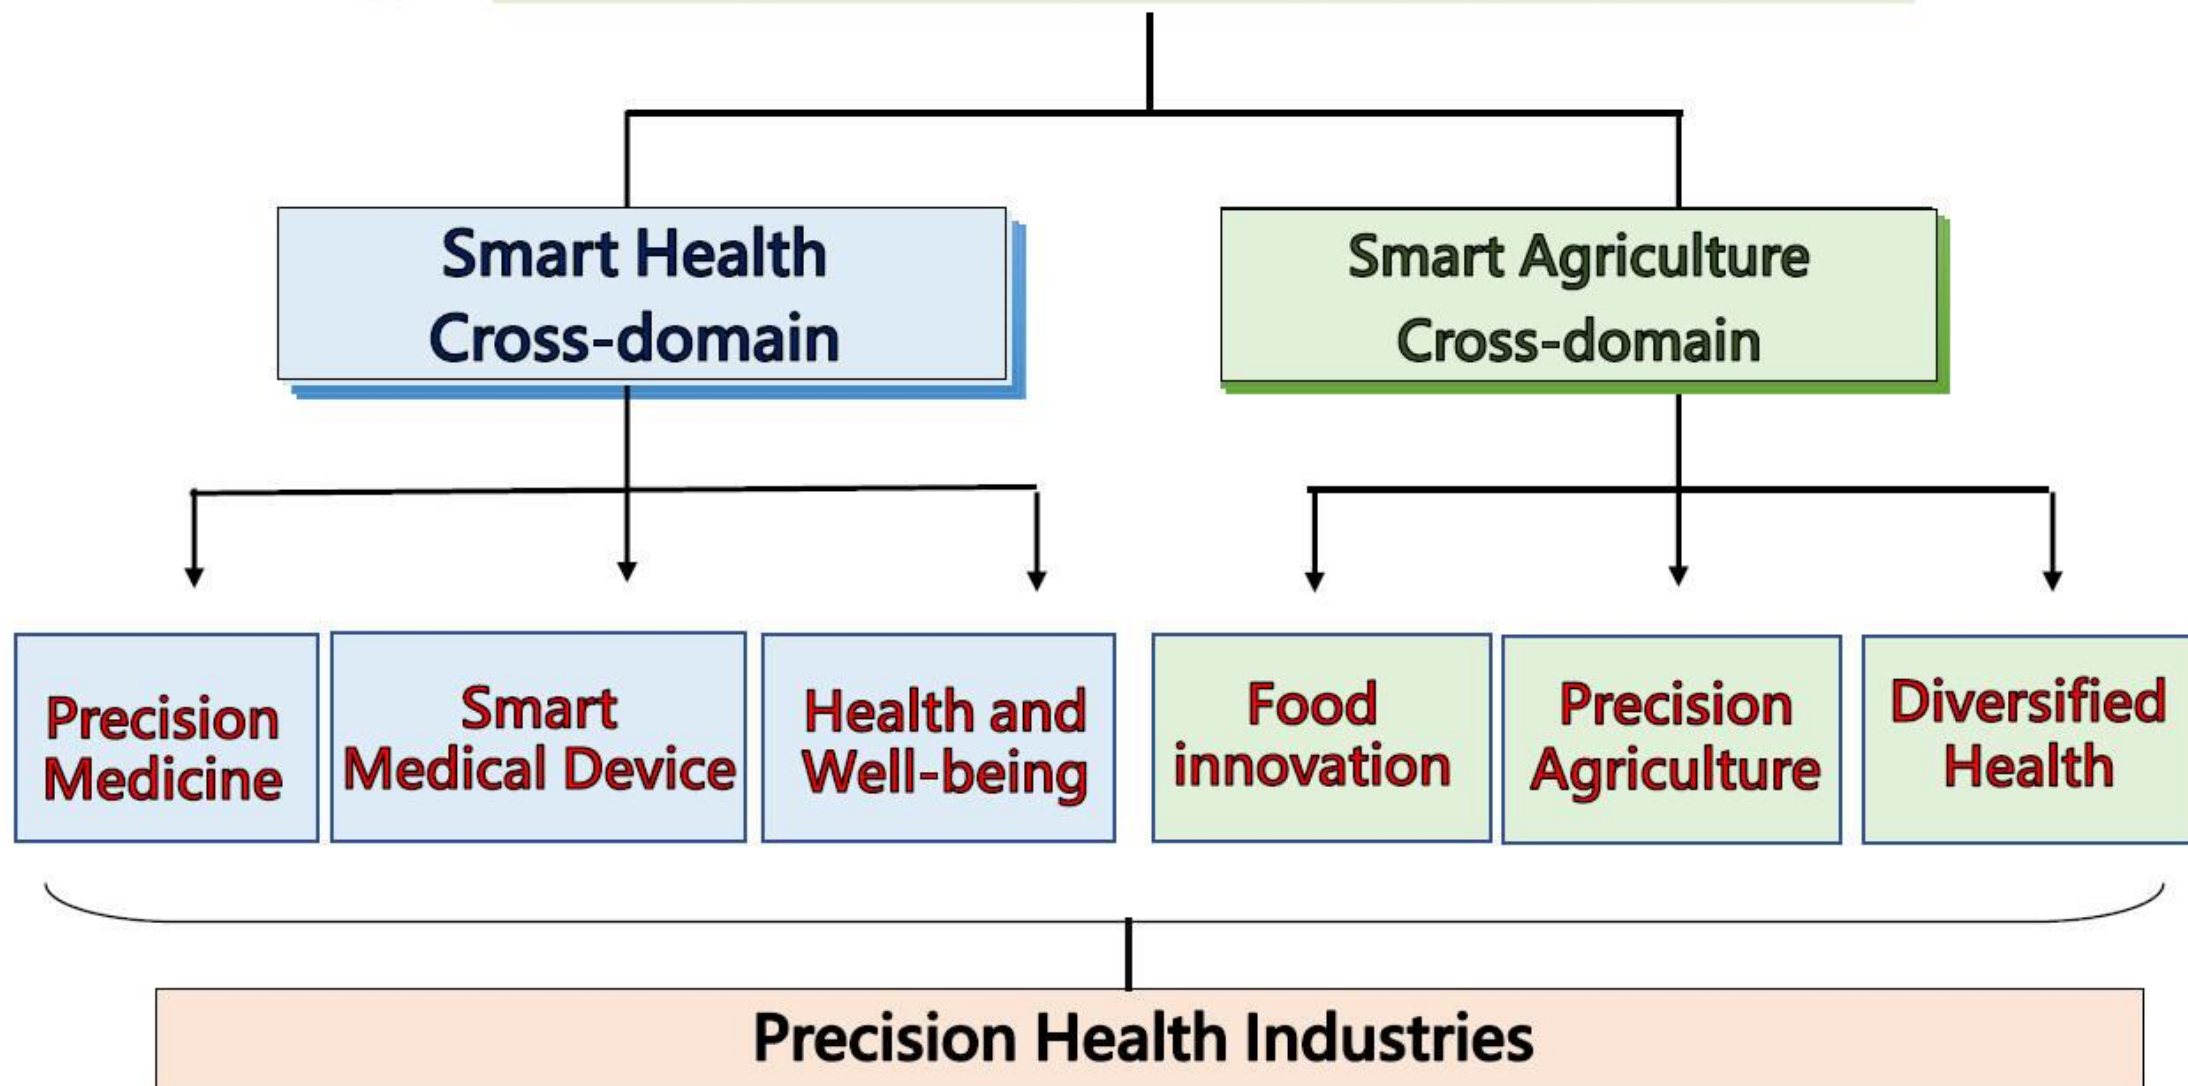 Smart Health
Cross-domain
Smart Agriculture
Cross-domain
Precision
Medicine
Smart
Medical Device
Health and
Well-being
Food
innovation
Precision
Agriculture
Diversified
Health
Precision Health Industries